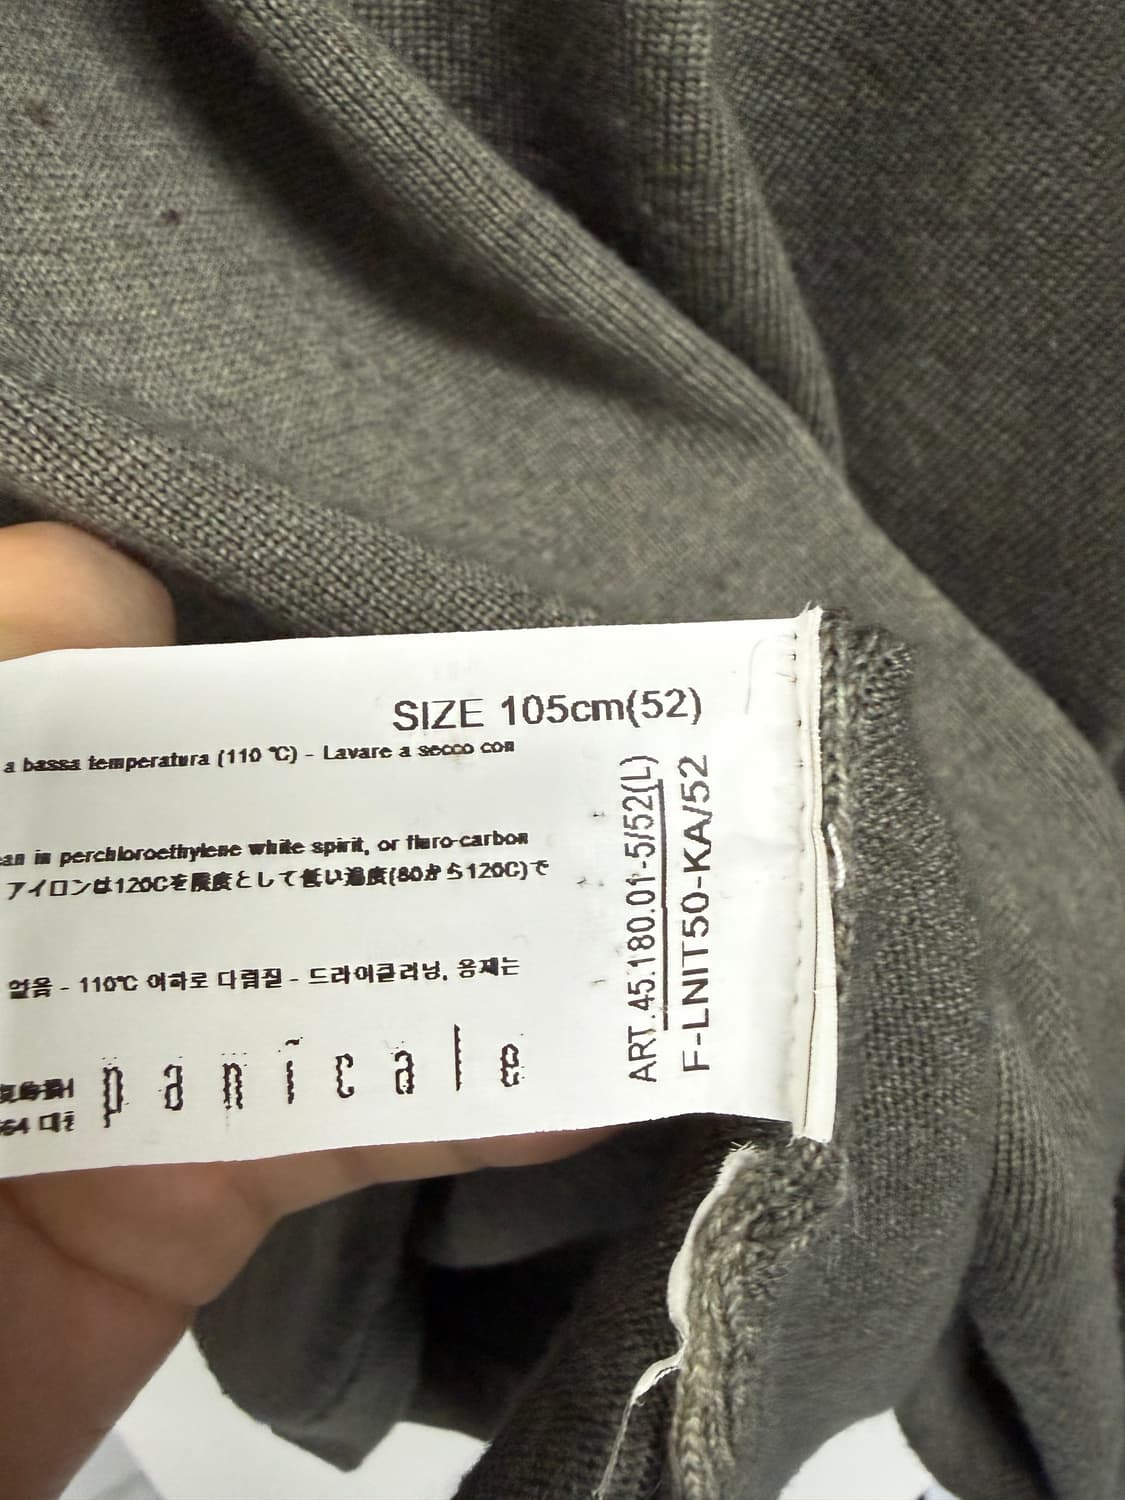 SIZE 105cm(52)
a bassa temperatura (110 °C) - Lavare a secco con
an in perchloroethylene white spirit, or fluro-carbon
アイロンは120Cを限度として低い温度(80から120C)で
없음 - 110℃ 이하로 다림질 - 드라이클리닝, 용제는
대
panicale
ART.45.180.01-5/52(L)
F-LNIT50-KA/52